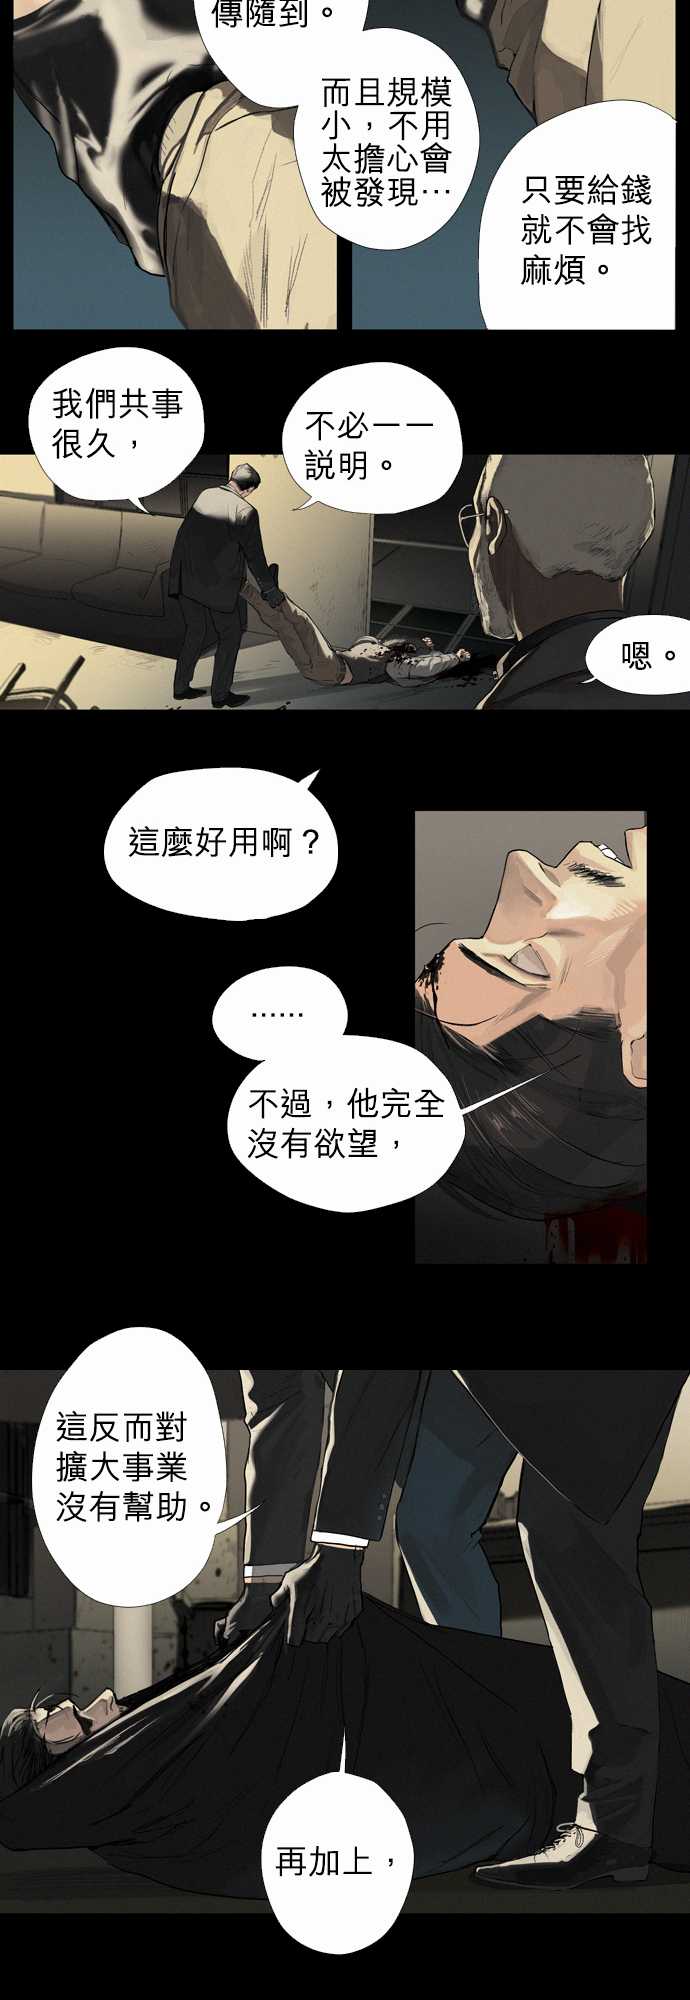 傳隨到。
而且規模
小，不用
太擔心會
被發現⋯
只要給錢
就不會找
麻煩。
我們共事
很久，
不必一一
説明。
嗯。
這麼好用啊？
⋯⋯
不過，他完全
沒有欲望，
這反而對
擴大事業
沒有幫助。
再加上，